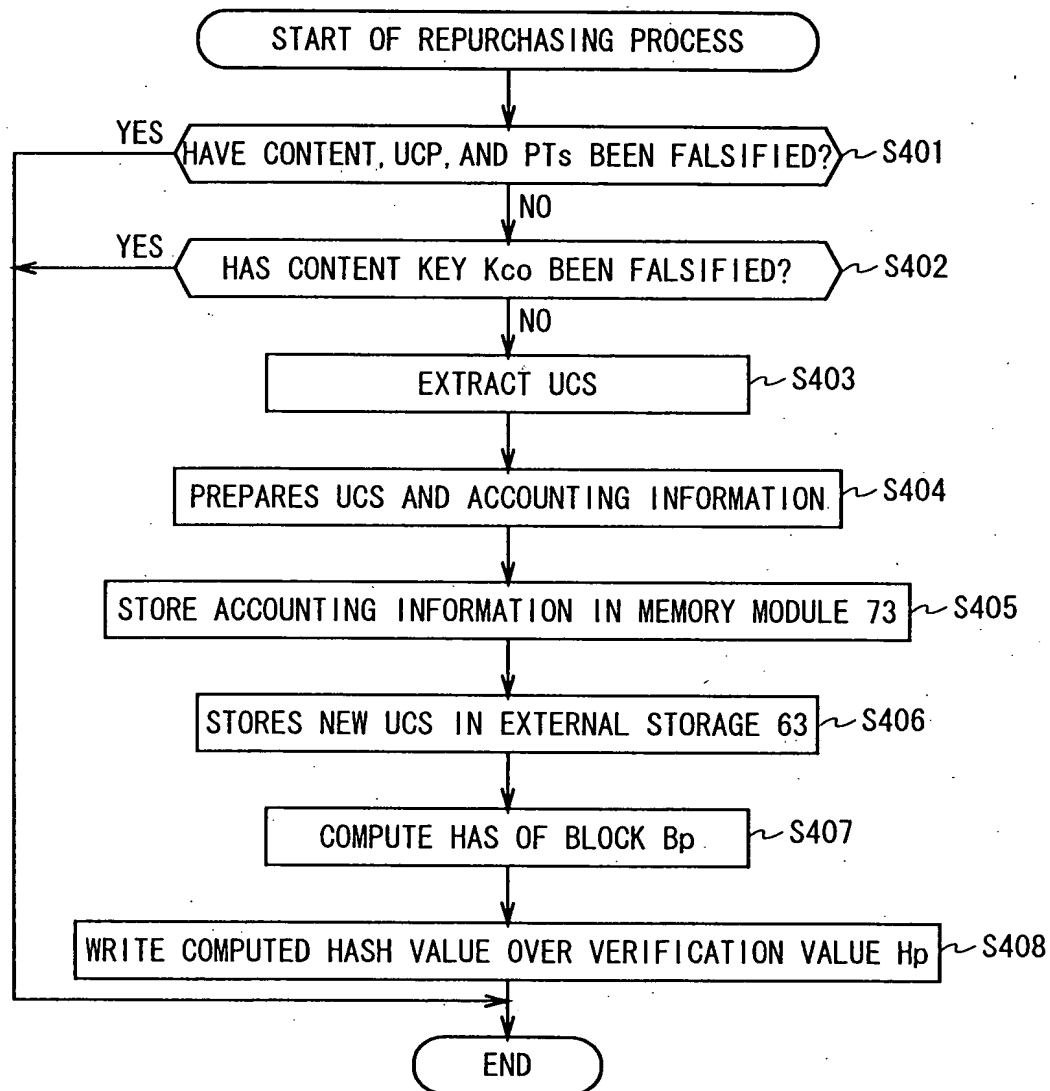 START OF REPURCHASING PROCESS
YES
HAVE CONTENT, UCP, AND PTs BEEN FALSIFIED?
S401
NO
YES
HAS CONTENT KEY Kco BEEN FALSIFIED?
S402
NO
EXTRACT UCS
S403
PREPARES UCS AND ACCOUNTING INFORMATION
S404
STORE ACCOUNTING INFORMATION IN MEMORY MODULE 73
S405
STORES NEW UCS IN EXTERNAL STORAGE 63
S406
COMPUTE HAS OF BLOCK Bp
S407
WRITE COMPUTED HASH VALUE OVER VERIFICATION VALUE Hp
S408
END